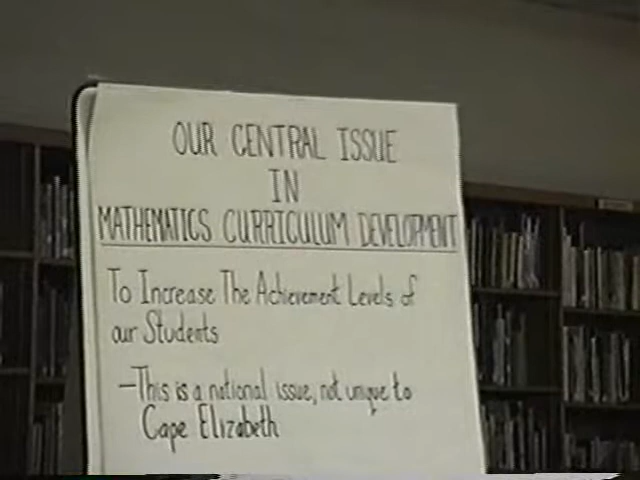 OUR CENTRAL ISSUE
IN
MATHEMATICS CURRICULUM DEVELOPMENT
To Increase The Achievement Levels of
our Students
—This is a national issue, not unique to
Cape Elizabeth